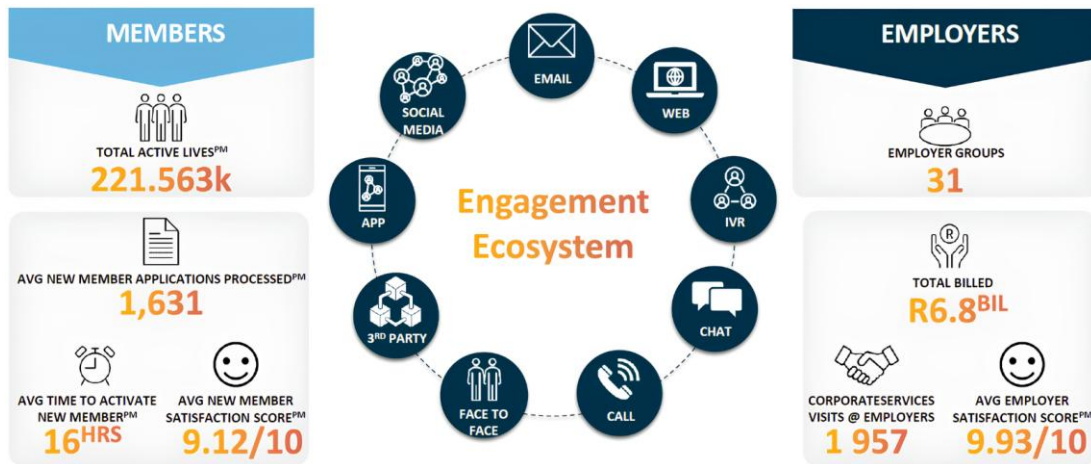 MEMBERS
TOTAL ACTIVE LIVESPM
221.563k
AVG NEW MEMBER APPLICATIONS PROCESSEDPM
1,631
AVG TIME TO ACTIVATE
NEW MEMBERPM
16HRS
AVG NEW MEMBER
SATISFACTION SCOREPM
9.12/10
EMAIL
WEB
IVR
CHAT
CALL
FACE TO
FACE
3RD PARTY
APP
SOCIAL
MEDIA
Engagement
Ecosystem
EMPLOYERS
EMPLOYER GROUPS
31
R
TOTAL BILLED
R6.8BIL
CORPORATESERVICES
VISITS @ EMPLOYERS
1 957
AVG EMPLOYER
SATISFACTION SCOREPM
9.93/10